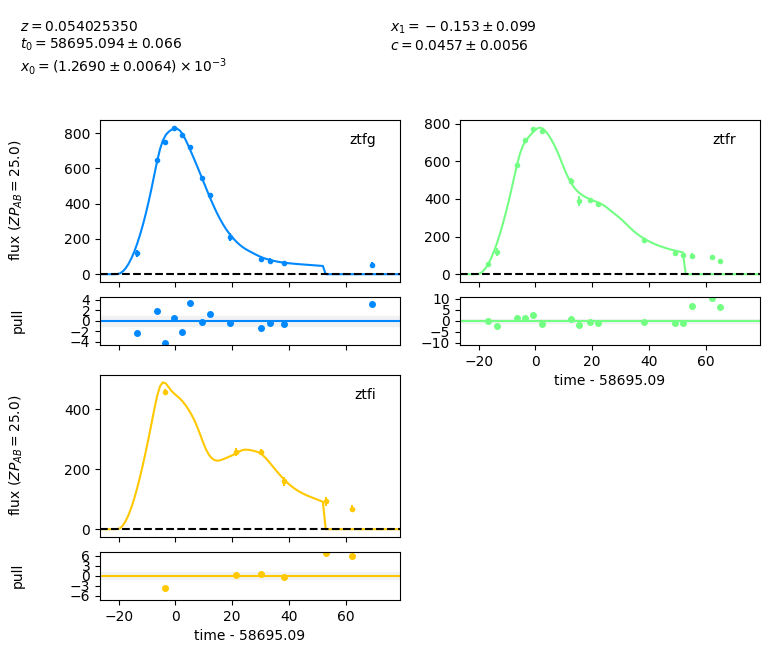 z = 0.054025350
t₀ = 58695.094 ± 0.066
x₀ = (1.2690 ± 0.0064) × 10⁻³
x₁ = −0.153 ± 0.099
c = 0.0457 ± 0.0056
flux (ZP_AB = 25.0)
800
600
400
200
0
ztfg
pull
4
2
0
−2
−4
flux (ZP_AB = 25.0)
400
200
0
ztfi
pull
6
3
0
−3
−6
−20 0 20 40 60
time - 58695.09
800
600
400
200
0
ztfr
10
5
0
−5
−10
−20 0 20 40 60
time - 58695.09